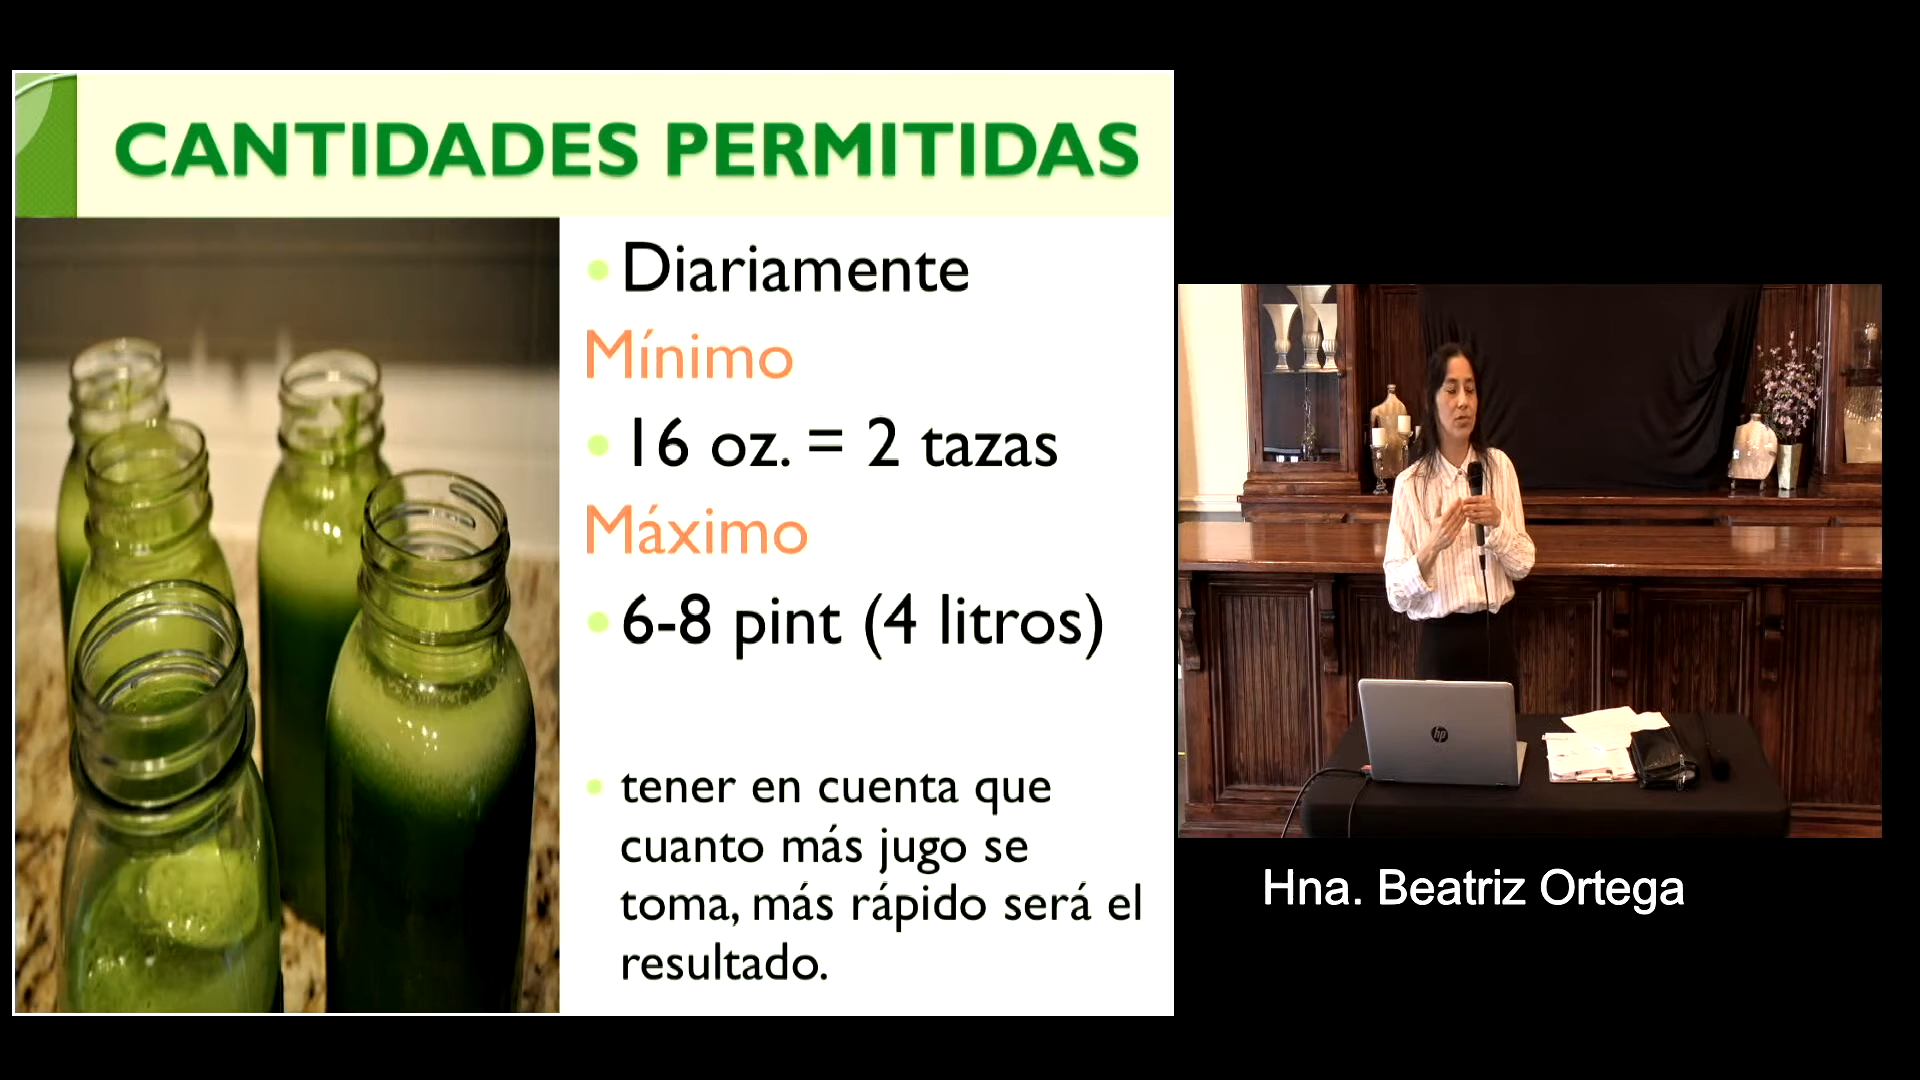 CANTIDADES PERMITIDAS
Diariamente
Mínimo
16 oz. = 2 tazas
Máximo
6-8 pint (4 litros)
tener en cuenta que
cuanto más jugo se
toma, más rápido será el
resultado.
hp
Hna. Beatriz Ortega